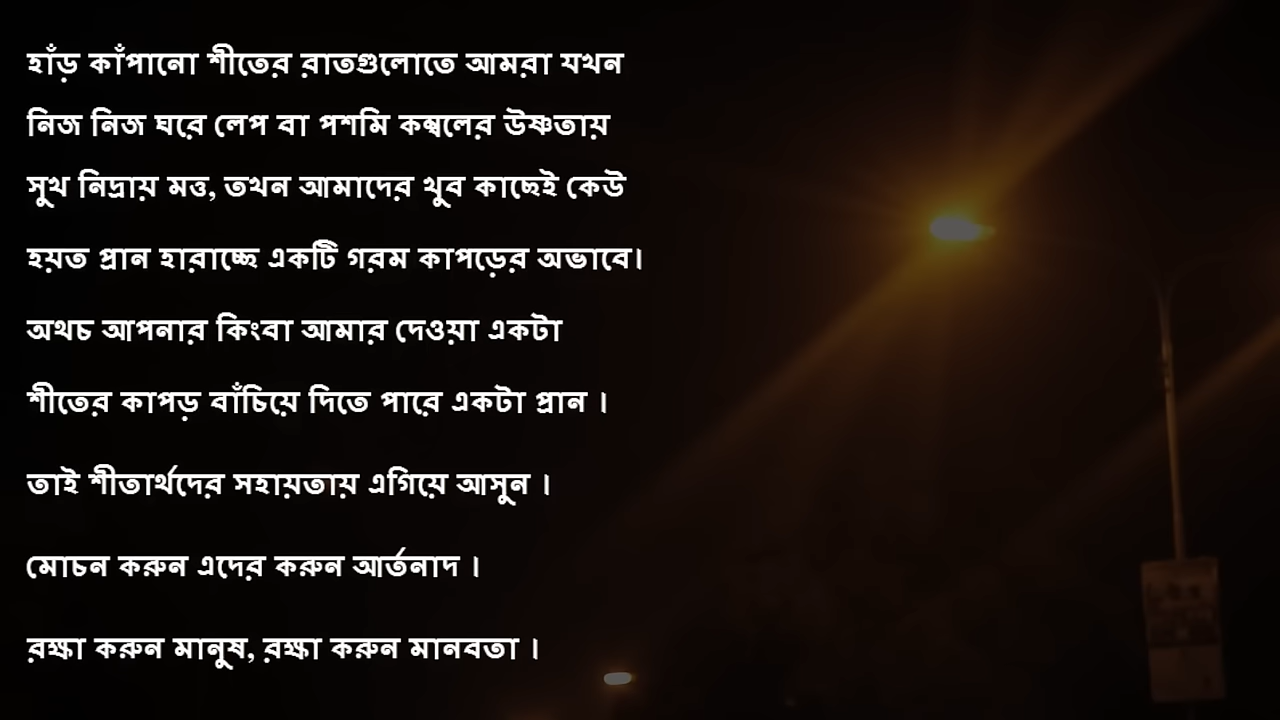 হাঁড় কাঁপানো শীতের রাতগুলোতে আমরা যখন
নিজ নিজ ঘরে লেপ বা পশমি কম্বলের উষ্ণতায়
সুখ নিদ্রায় মত্ত, তখন আমাদের খুব কাছেই কেউ
হয়ত প্রান হারাচ্ছে একটি গরম কাপড়ের অভাবে।
অথচ আপনার কিংবা আমার দেওয়া একটা
শীতের কাপড় বাঁচিয়ে দিতে পারে একটা প্রান ।
তাই শীতার্থদের সহায়তায় এগিয়ে আসুন ।
মোচন করুন এদের করুন আর্তনাদ ।
রক্ষা করুন মানুষ, রক্ষা করুন মানবতা ।